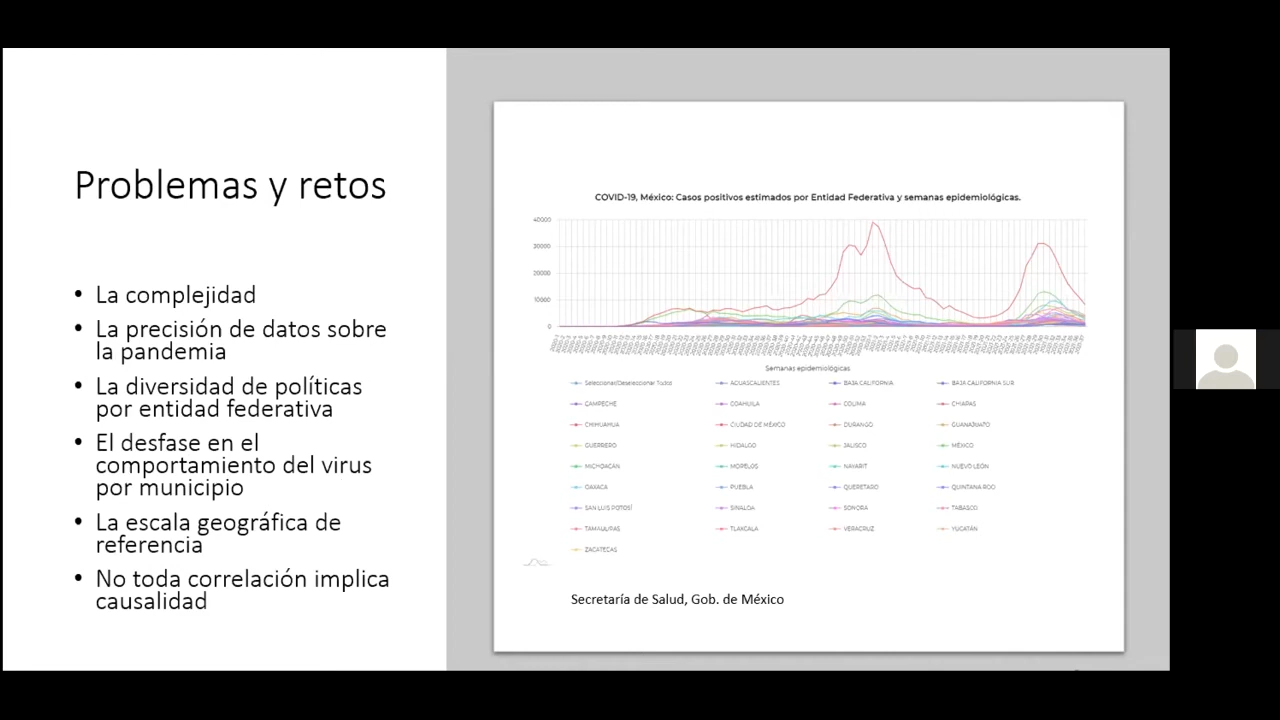 Problemas y retos
• La complejidad
• La precisión de datos sobre
la pandemia
• La diversidad de políticas
por entidad federativa
• El desfase en el
comportamiento del virus
por municipio
• La escala geográfica de
referencia
• No toda correlación implica
causalidad
COVID-19, México: Casos positivos estimados por Entidad Federativa y semanas epidemiológicas.
40000
30000
20000
10000
0
Semanas epidemiológicas
Seleccionar/Deseleccionar Todos AGUASCALIENTES BAJA CALIFORNIA BAJA CALIFORNIA SUR
CAMPECHE COAHUILA COLIMA CHIAPAS
CHIHUAHUA CIUDAD DE MÉXICO DURANGO GUANAJUATO
GUERRERO HIDALGO JALISCO MÉXICO
MICHOACÁN MORELOS NAYARIT NUEVO LEÓN
OAXACA PUEBLA QUERETARO QUINTANA ROO
SAN LUIS POTOSÍ SINALOA SONORA TABASCO
TAMAULIPAS TLAXCALA VERACRUZ YUCATÁN
ZACATECAS
Secretaría de Salud, Gob. de México